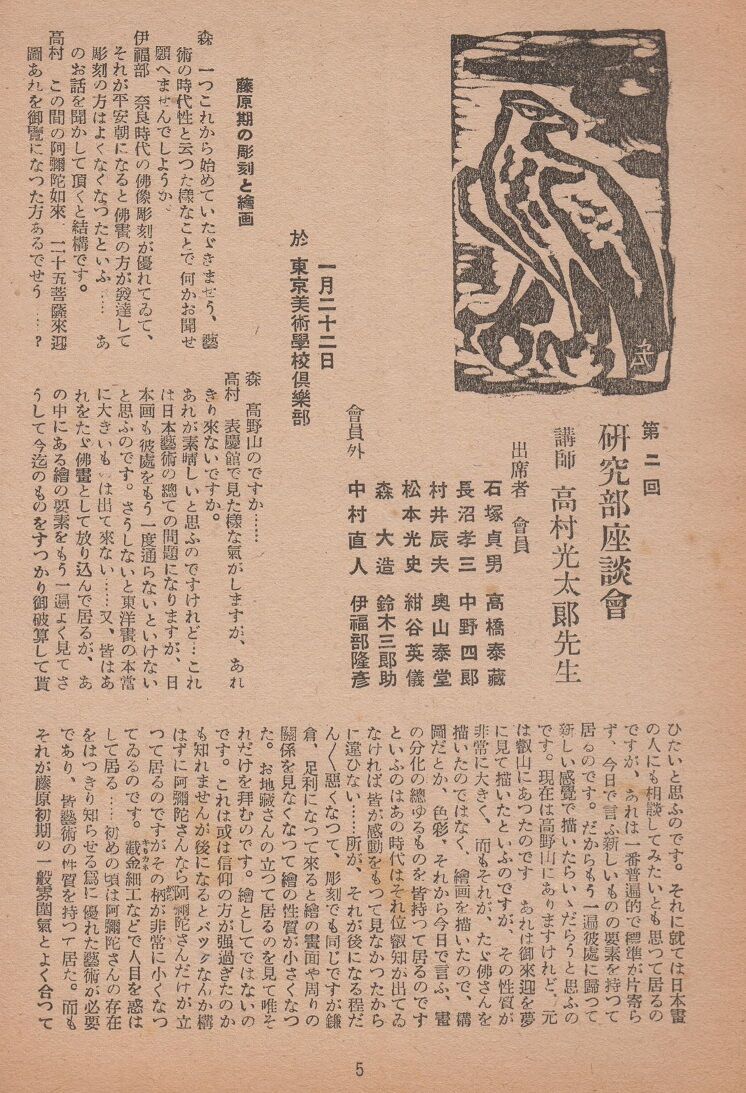 第二回
研究部座談會
講師 高村光太郎先生
出席者 會員
石塚貞男 高橋泰藏
長沼孝三 中野四郎
村井辰夫 奥山泰堂
松本光史 紺谷英儀
森大造 鈴木三郎助
會員外
中村直人 伊福部隆彦
一月二十二日
於 東京美術學校倶樂部
藤原期の彫刻と繪画
森 一つこれから始めていたゞきませう、藝
術の時代性と云つた樣なことで何かお聞せ
願へませんでしようか。
伊福部 奈良時代の佛像彫刻が優れてゐて、
それが平安朝になると佛畫の方が發達して
彫刻の方はよくなくなつたといふ…… あ
のお話を聞かして頂くと結構です。
高村 この間の阿彌陀如來、二十五菩薩來迎
圖あれを御覽になつた方あるでせう ……?
森 高野山のですか……
高村 表慶館で見た樣な氣がしますが、あれ
きり來ないですか。
あれが素晴しいと思ふのですけれど…これ
は日本藝術の總ての問題になりますが、日
本画も彼處をもう一度通らないといけない
と思ふのです。さうしないと東洋畫の本當
に大きいものは出て來ない……又、皆はあ
れをたゞ佛畫として放り込んで居るが、あ
の中にある繪の要素をもう一遍よく見てさ
うして今迄のものをすつかり御破算して貰
ひたいと思ふのです。それに就ては日本畫
の人にも相談してみたいとも思つて居るの
ですが、あれは一番普遍的で標準が片寄ら
ず、今日で言ふ新しいものの要素を持つて
居るのです。だからもう一遍彼處に歸つて
新しい感覺で描いたらいゝだらうと思ふの
です。現在は高野山にありますけれど、元
は叡山にあつたのです あれは御來迎を夢
に見て描いたといふのですが、その性質が
非常に大きく、而もそれが、たゞ佛さんを
描いたのではなく、繪画を描いたので、構
圖だとか、色彩、それから今日で言ふ、畫
の分化の總ゆるものを皆持つて居るのです
といふのはあの時代はそれ位叡知が出てゐ
なければ皆が感動をもつて見なかつたから
に違ひない……所が、それが後になる程だ
ん〳〵惡くなつて、彫刻でも同じですが鎌
倉、足利になつて來ると繪の畫面や周りの
關係を見なくなつて繪の性質が小さくなつ
た。お地藏さんの立つて居るのを見て唯そ
れだけを拜むのです。繪としてではないの
です。これは或は信仰の方が强過ぎたのか
も知れませんが後になるとバツクなんか構
はずに阿彌陀さんなら阿彌陀さんだけが立
つて居るのですがその柄が非常に小くなつ
てゐるのです。截金細工などで人目を惑は
して居る……初めの頃は阿彌陀さんの存在
をはつきり知らせる爲に優れた藝術が必要
であり、皆藝術の性質を持つて居た。而も
それが藤原初期の一般雰圍氣とよく合つて
5